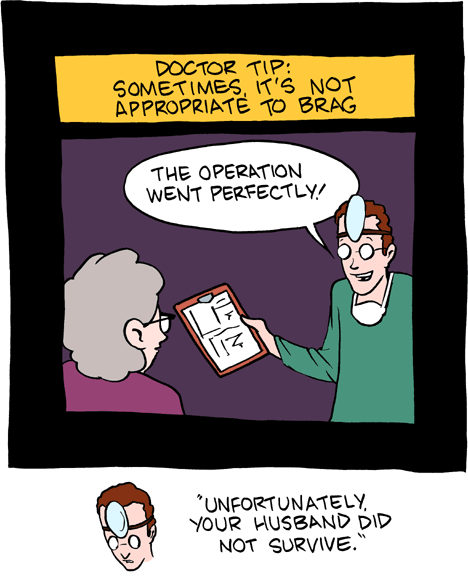 DOCTOR TIP:
SOMETIMES, IT'S NOT
APPROPRIATE TO BRAG
THE OPERATION
WENT PERFECTLY!
"UNFORTUNATELY,
YOUR HUSBAND DID
NOT SURVIVE."